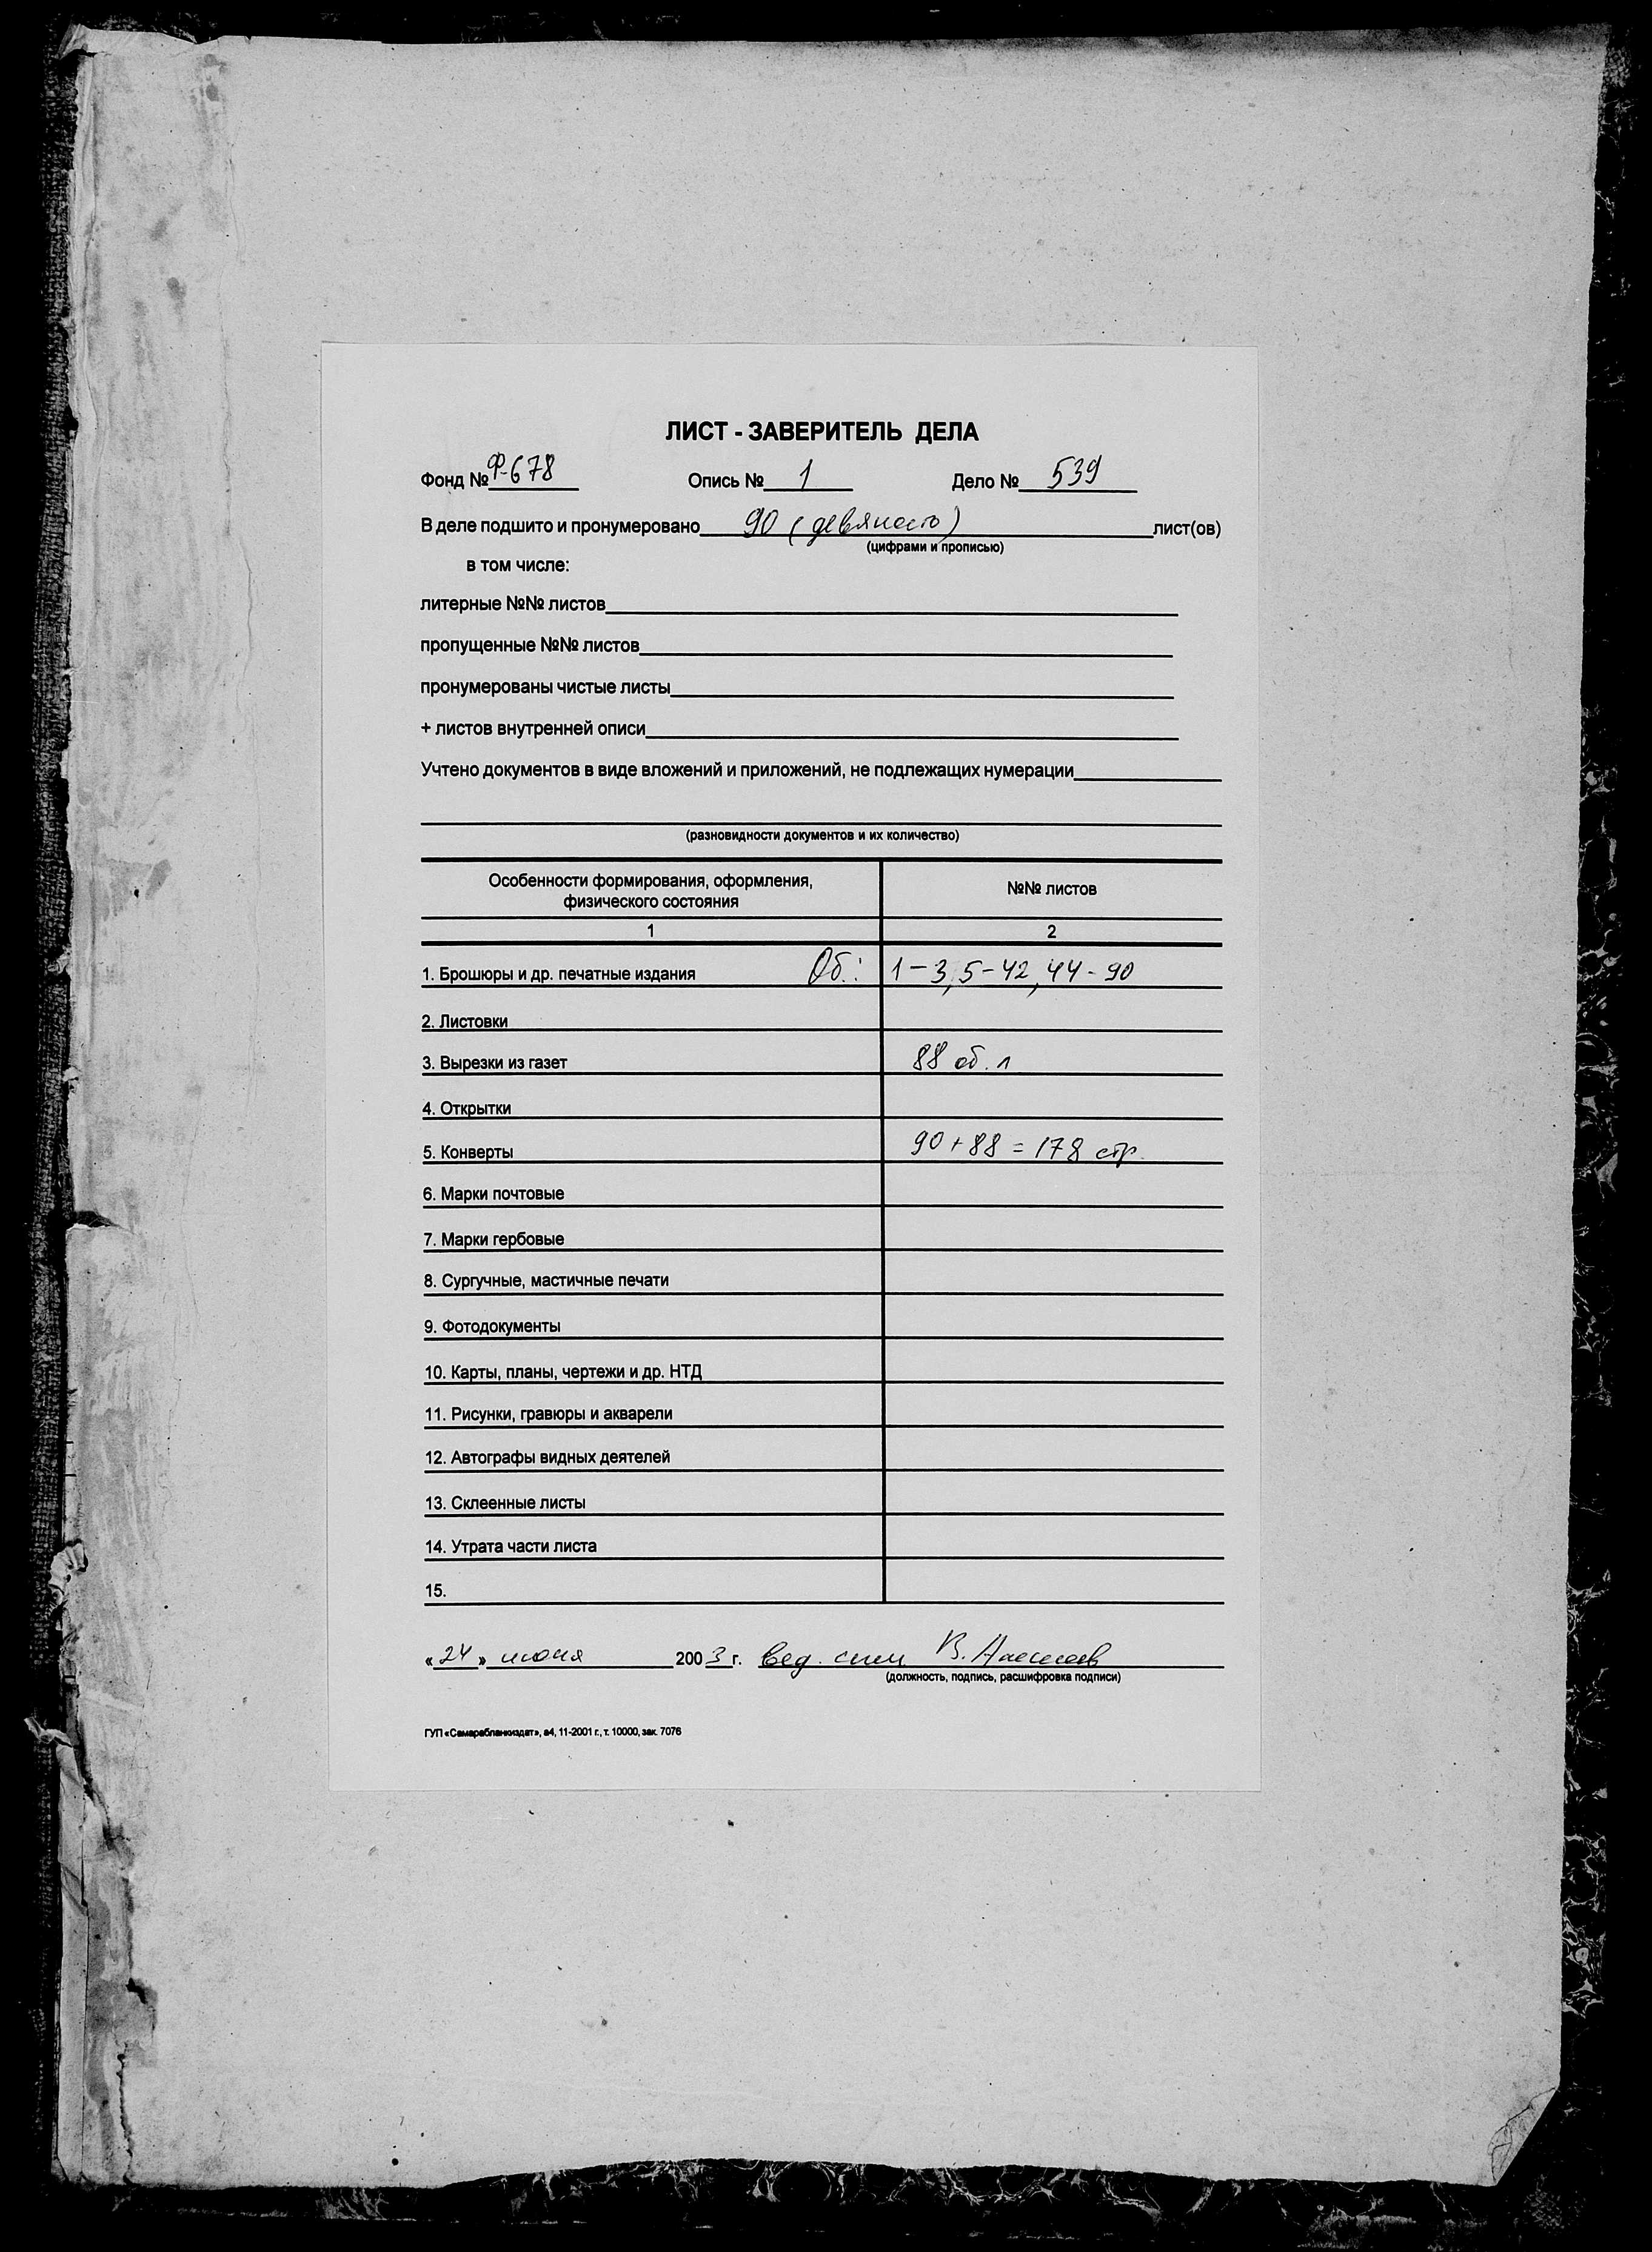 ЛИСТ - ЗАВЕРИТЕЛЬ ДЕЛА
Фонд № Ф-678 Опись № 1 Дело № 539
В деле подшито и пронумеровано 90 (девяносто) лист(ов)
(цифрами и прописью)
в том числе:
литерные №№ листов
пропущенные №№ листов
пронумерованы чистые листы
+ листов внутренней описи
Учтено документов в виде вложений и приложений, не подлежащих нумерации
(разновидности документов и их количество)
Особенности формирования, оформления, №№ листов
физического состояния
1 2
1. Брошюры и др. печатные издания Об.: 1-3, 5-42, 44-90
2. Листовки
3. Вырезки из газет 88 об. л
4. Открытки
5. Конверты 90+88=178 стр.
6. Марки почтовые
7. Марки гербовые
8. Сургучные, мастичные печати
9. Фотодокументы
10. Карты, планы, чертежи и др. НТД
11. Рисунки, гравюры и акварели
12. Автографы видных деятелей
13. Склеенные листы
14. Утрата части листа
15.
«24» июня 2003 г. вед. спец В.
(должность, подпись, расшифровка подписи)
ГУП «Самарабланкиздат», а4, 11-2001 г., т. 10000, зак. 7076